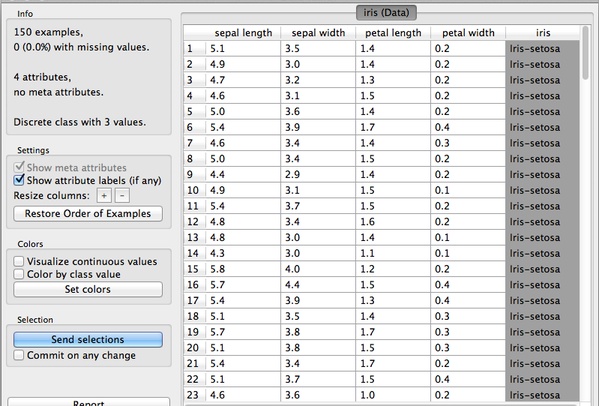 Info
150 examples,
0 (0.0%) with missing values.
4 attributes,
no meta attributes.
Discrete class with 3 values.
Settings
Show meta attributes
Show attribute labels (if any)
Resize columns: + -
Restore Order of Examples
Colors
Visualize continuous values
Color by class value
Set colors
Selection
Send selections
Commit on any change
Report
iris (Data)
sepal length sepal width petal length petal width iris
1 5.1 3.5 1.4 0.2 Iris-setosa
2 4.9 3.0 1.4 0.2 Iris-setosa
3 4.7 3.2 1.3 0.2 Iris-setosa
4 4.6 3.1 1.5 0.2 Iris-setosa
5 5.0 3.6 1.4 0.2 Iris-setosa
6 5.4 3.9 1.7 0.4 Iris-setosa
7 4.6 3.4 1.4 0.3 Iris-setosa
8 5.0 3.4 1.5 0.2 Iris-setosa
9 4.4 2.9 1.4 0.2 Iris-setosa
10 4.9 3.1 1.5 0.1 Iris-setosa
11 5.4 3.7 1.5 0.2 Iris-setosa
12 4.8 3.4 1.6 0.2 Iris-setosa
13 4.8 3.0 1.4 0.1 Iris-setosa
14 4.3 3.0 1.1 0.1 Iris-setosa
15 5.8 4.0 1.2 0.2 Iris-setosa
16 5.7 4.4 1.5 0.4 Iris-setosa
17 5.4 3.9 1.3 0.4 Iris-setosa
18 5.1 3.5 1.4 0.3 Iris-setosa
19 5.7 3.8 1.7 0.3 Iris-setosa
20 5.1 3.8 1.5 0.3 Iris-setosa
21 5.4 3.4 1.7 0.2 Iris-setosa
22 5.1 3.7 1.5 0.4 Iris-setosa
23 4.6 3.6 1.0 0.2 Iris-setosa